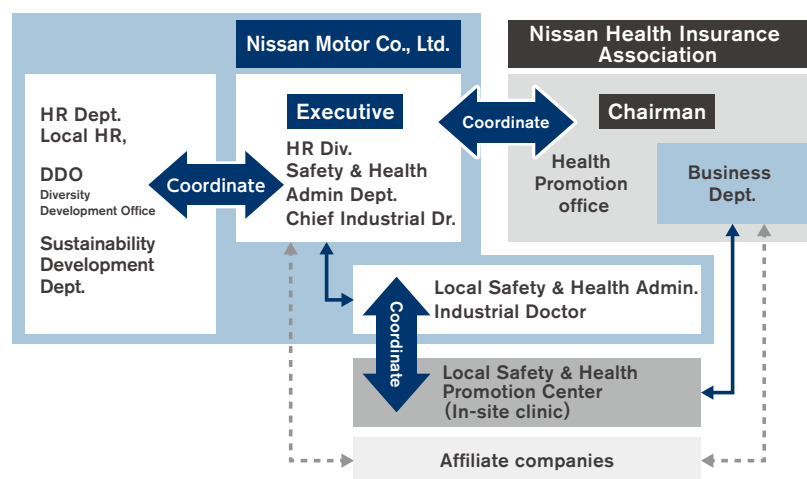 Nissan Motor Co., Ltd.
Nissan Health Insurance
Association
HR Dept.
Local HR,
DDO
Diversity
Development Office
Sustainability
Development
Dept.
Coordinate
Executive
HR Div.
Safety & Health
Admin Dept.
Chief Industrial Dr.
Coordinate
Chairman
Health
Promotion
office
Business
Dept.
Local Safety & Health Admin.
Industrial Doctor
Coordinate
Local Safety & Health
Promotion Center
(In-site clinic)
Affiliate companies